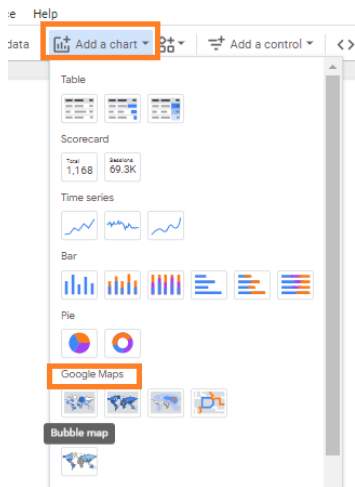 Help
data Add a chart Add a control
Table
Scorecard
Total Sessions
1,168 69.3K
Time series
Bar
Pie
Google Maps
Bubble map